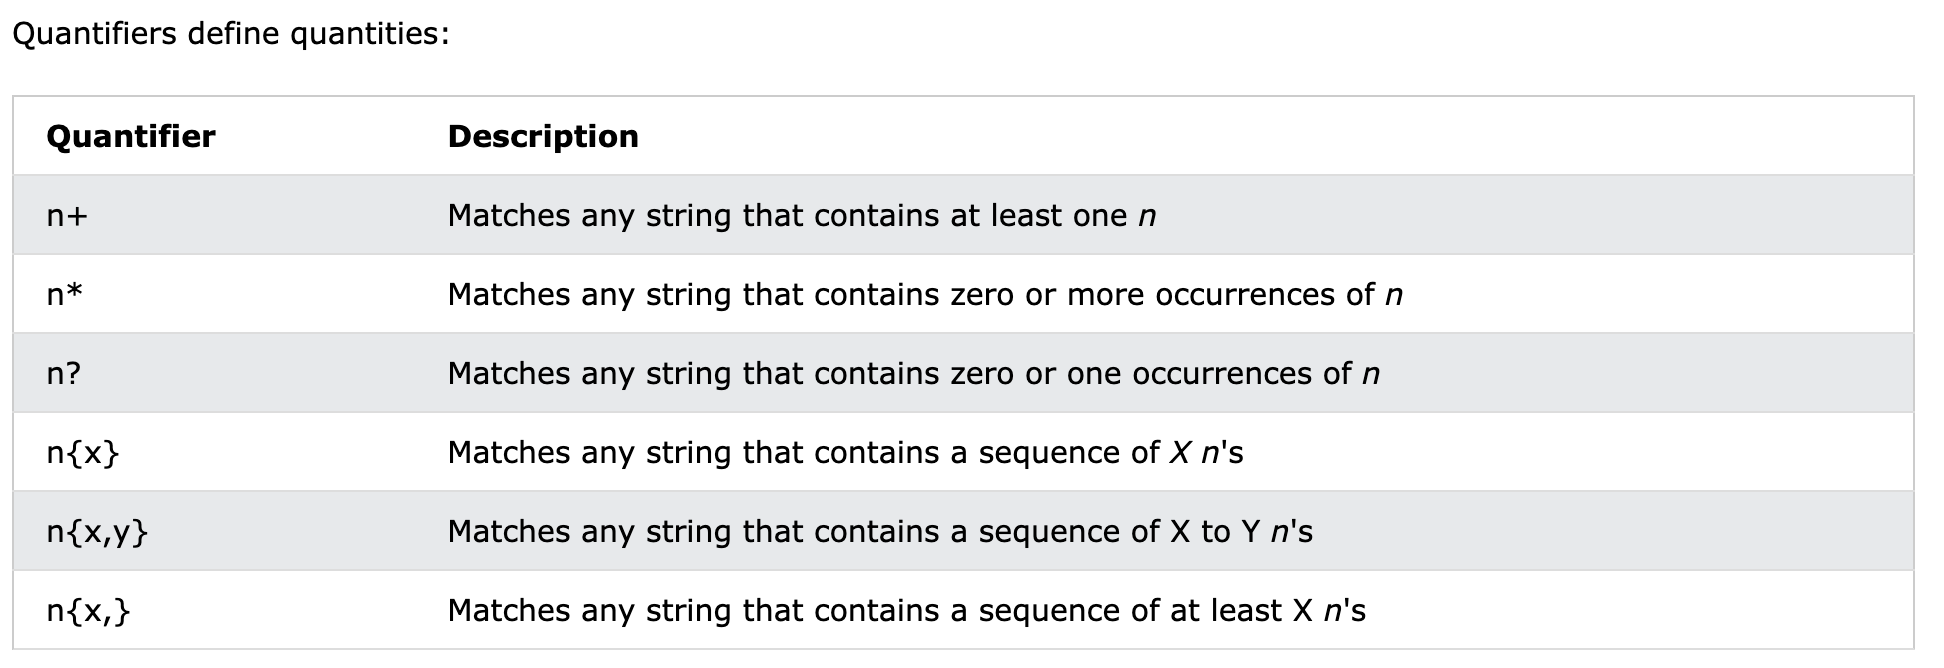 Quantifiers define quantities:
Quantifier Description
n+ Matches any string that contains at least one n
n* Matches any string that contains zero or more occurrences of n
n? Matches any string that contains zero or one occurrences of n
n{x} Matches any string that contains a sequence of X n's
n{x,y} Matches any string that contains a sequence of X to Y n's
n{x,} Matches any string that contains a sequence of at least X n's